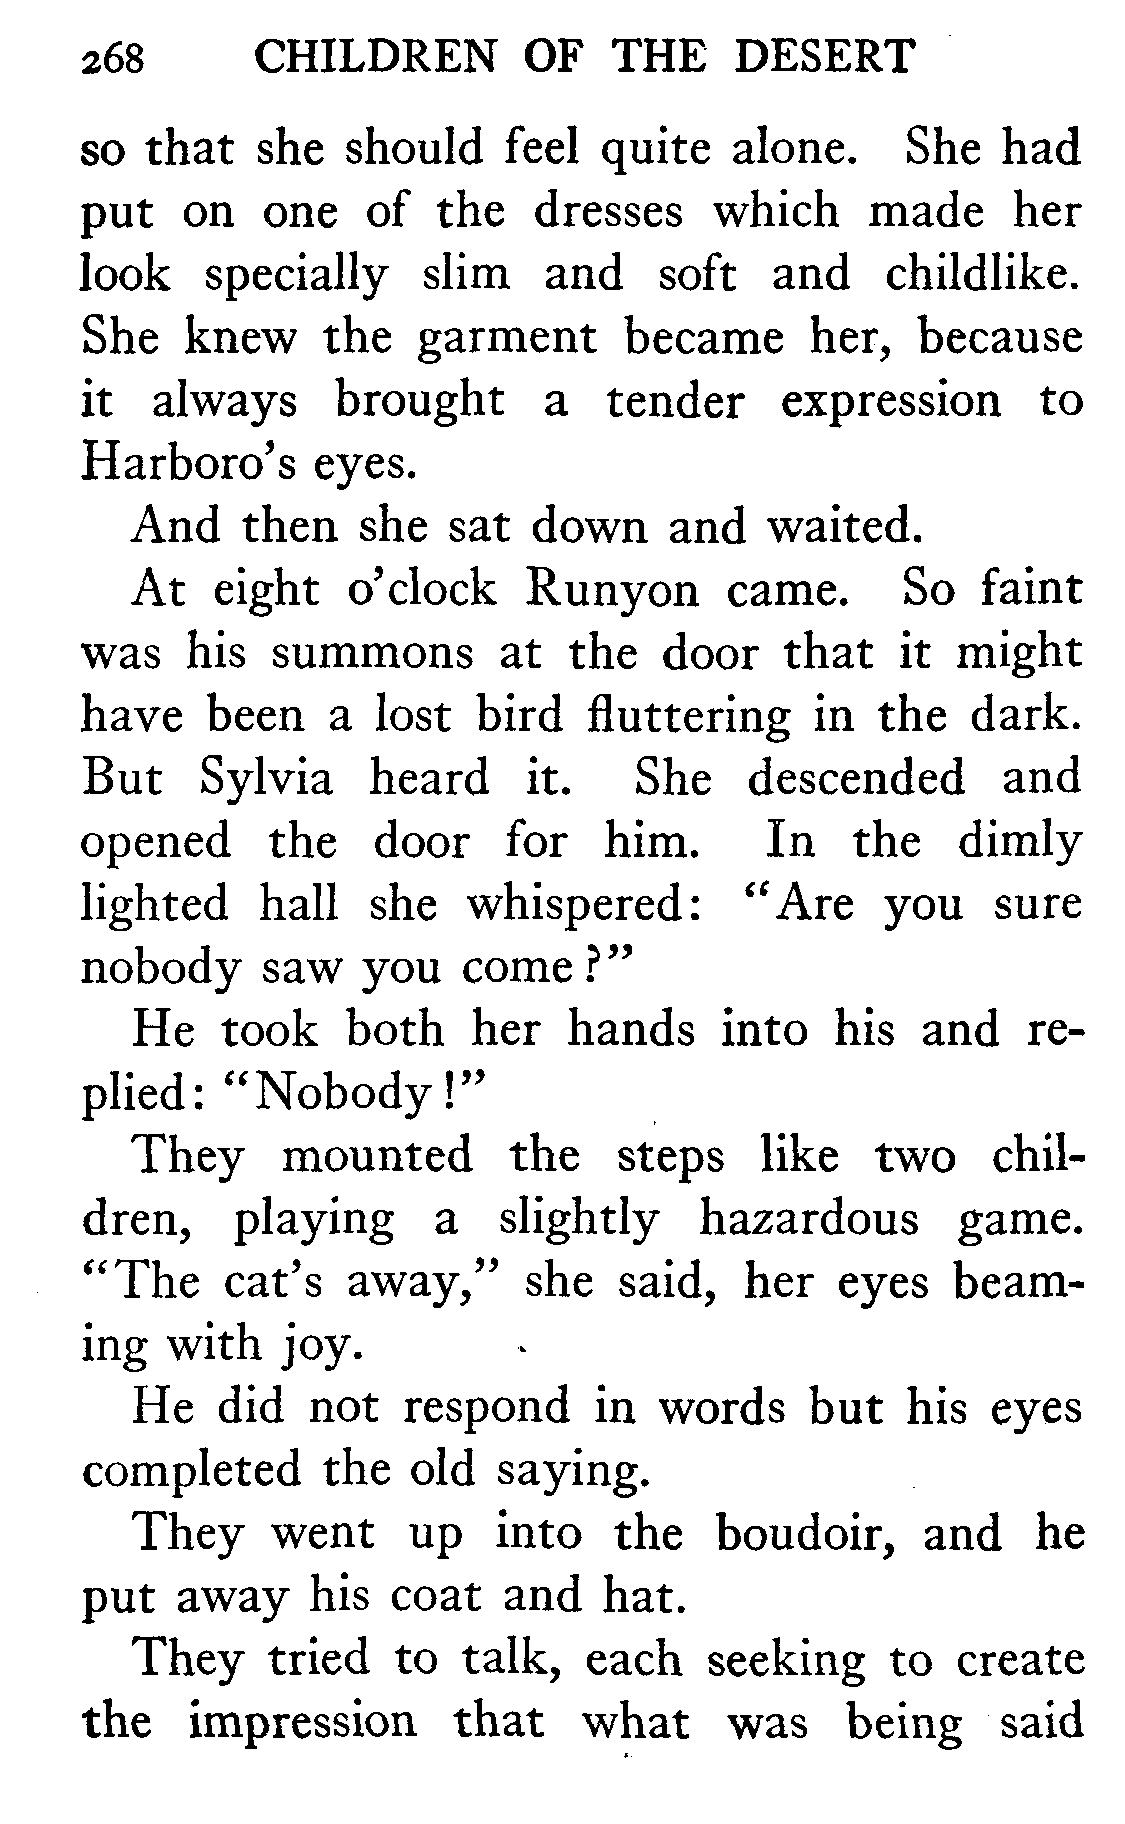 268 CHILDREN OF THE DESERT
so that she should feel quite alone. She had
put on one of the dresses which made her
look specially slim and soft and childlike.
She knew the garment became her, because
it always brought a tender expression to
Harboro's eyes.
And then she sat down and waited.
At eight o'clock Runyon came. So faint
was his summons at the door that it might
have been a lost bird fluttering in the dark.
But Sylvia heard it. She descended and
opened the door for him. In the dimly
lighted hall she whispered: "Are you sure
nobody saw you come?"
He took both her hands into his and re-
plied: "Nobody!"
They mounted the steps like two chil-
dren, playing a slightly hazardous game.
"The cat's away," she said, her eyes beam-
ing with joy.
He did not respond in words but his eyes
completed the old saying.
They went up into the boudoir, and he
put away his coat and hat.
They tried to talk, each seeking to create
the impression that what was being said